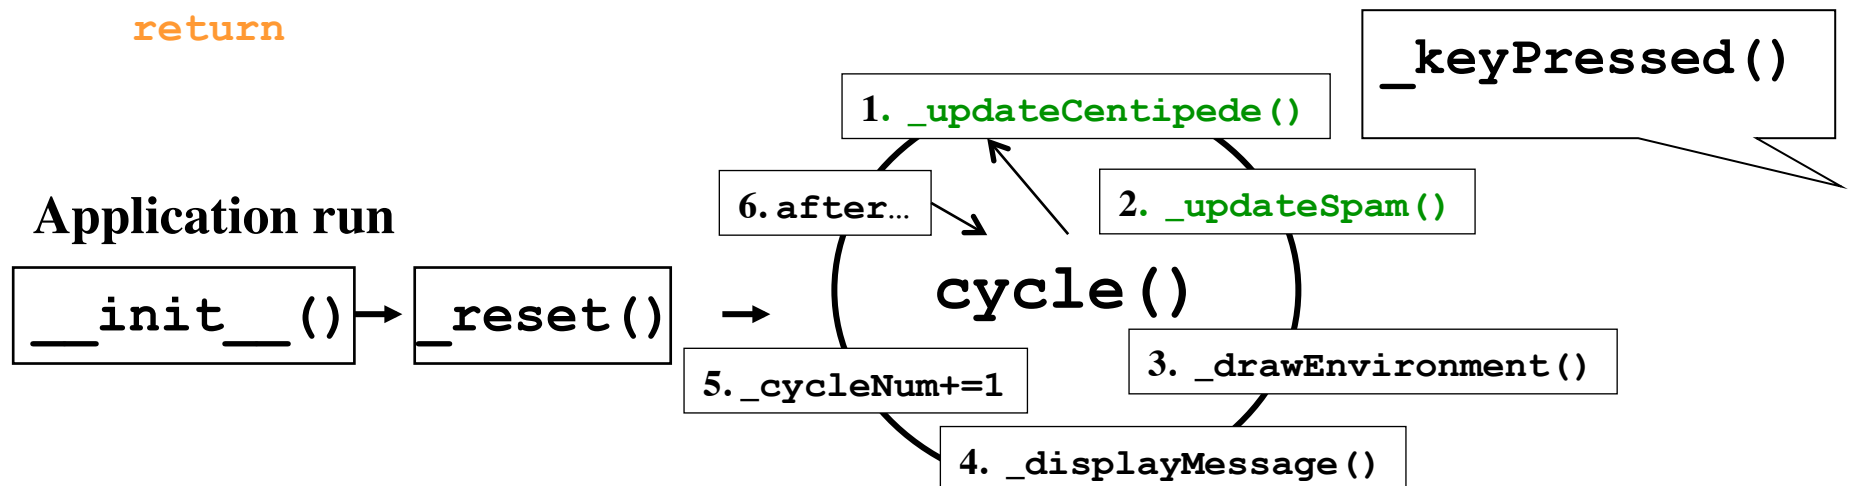 return
_keyPressed()
1. _updateCentipede()
6. after…
2. _updateSpam()
Application run
cycle()
__init__()
_reset()
3. _drawEnvironment()
5. _cycleNum+=1
4. _displayMessage()